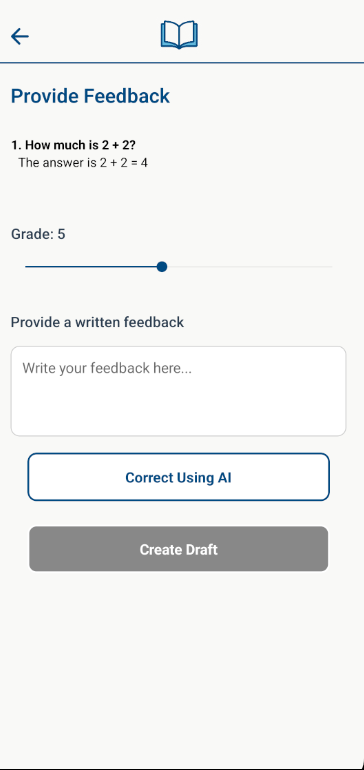 Provide Feedback
1. How much is 2 + 2?
The answer is 2 + 2 = 4
Grade: 5
Provide a written feedback
Write your feedback here...
Correct Using AI
Create Draft